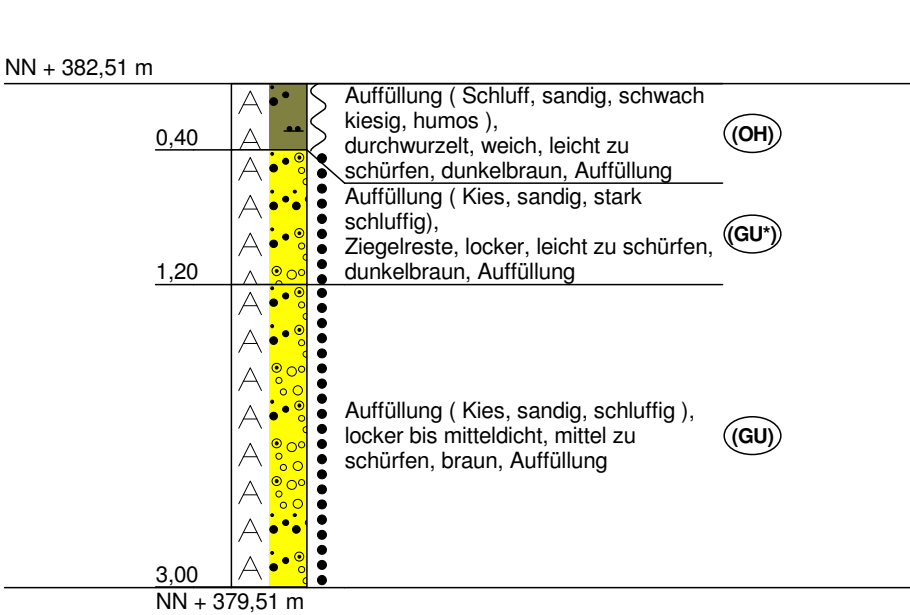 NN + 382,51 m
Auffüllung ( Schluff, sandig, schwach
kiesig, humos ),
durchwurzelt, weich, leicht zu
schürfen, dunkelbraun, Auffüllung
(OH)
0,40
Auffüllung ( Kies, sandig, stark
schluffig),
Ziegelreste, locker, leicht zu schürfen,
dunkelbraun, Auffüllung
(GU*)
1,20
Auffüllung ( Kies, sandig, schluffig ),
locker bis mitteldicht, mittel zu
schürfen, braun, Auffüllung
(GU)
3,00
NN + 379,51 m
A
A
A
A
A
A
A
A
A
A
A
A
A